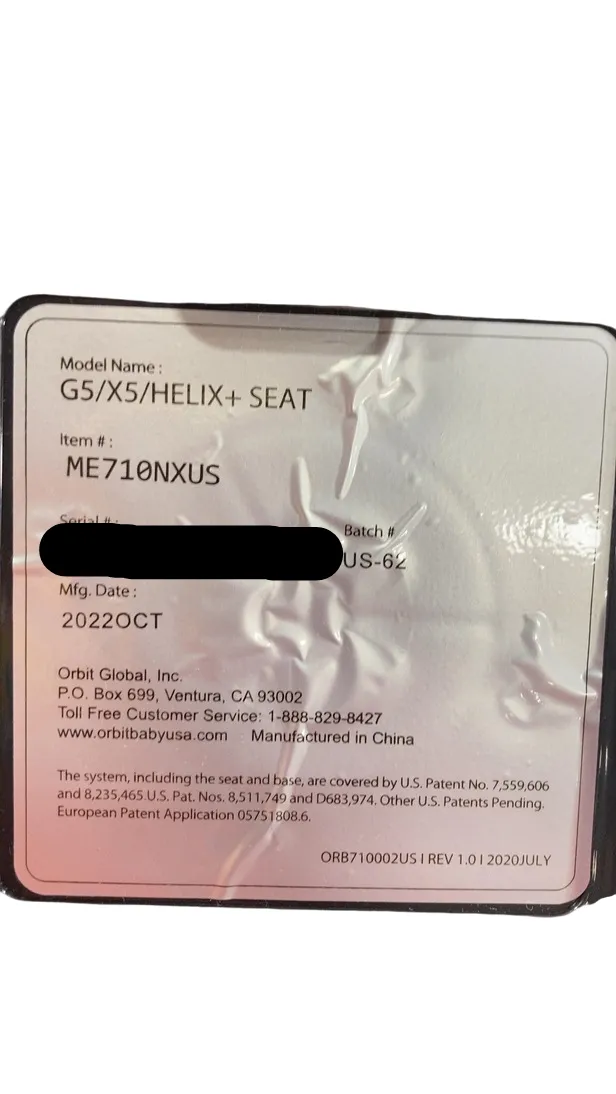 Model Name :
G5/X5/HELIX+ SEAT
Item # :
ME710NXUS
Serial # :
Batch #
US-62
Mfg. Date :
2022OCT
Orbit Global, Inc.
P.O. Box 699, Ventura, CA 93002
Toll Free Customer Service: 1-888-829-8427
www.orbitbabyusa.com Manufactured in China
The system, including the seat and base, are covered by U.S. Patent No. 7,559,606
and 8,235,465.U.S. Pat. Nos. 8,511,749 and D683,974. Other U.S. Patents Pending.
European Patent Application 05751808.6.
ORB710002US I REV 1.0 I 2020JULY